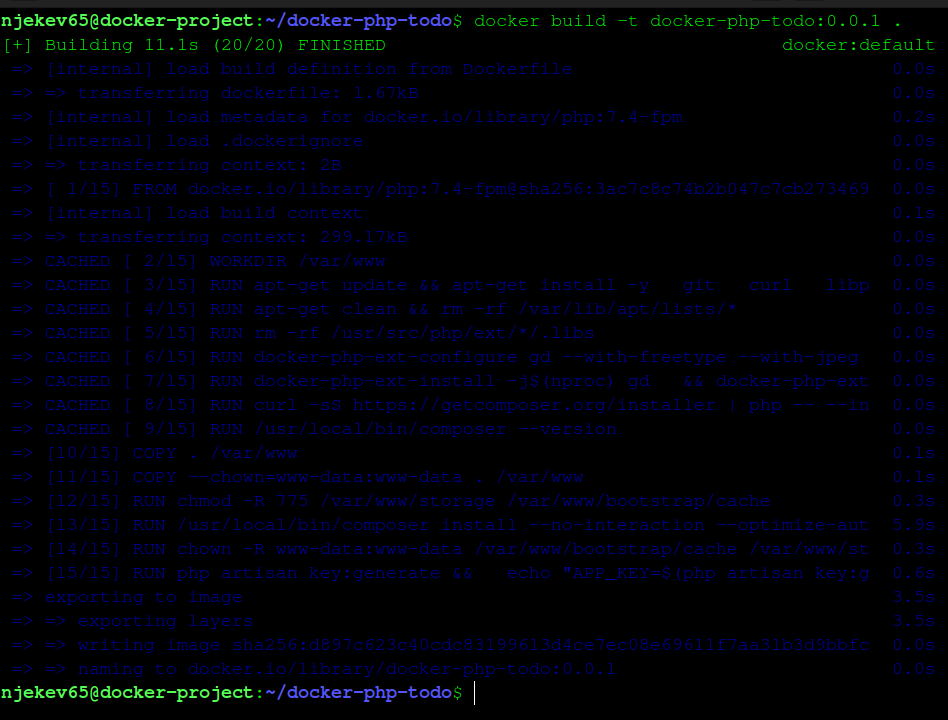 njekev65@docker-project:~/docker-php-todo$ docker build -t docker-php-todo:0.0.1 .
[+] Building 11.1s (20/20) FINISHED docker:default
=> [internal] load build definition from Dockerfile 0.0s
=> => transferring dockerfile: 1.67kB 0.0s
=> [internal] load metadata for docker.io/library/php:7.4-fpm 0.2s
=> [internal] load .dockerignore 0.0s
=> => transferring context: 2B 0.0s
=> [ 1/15] FROM docker.io/library/php:7.4-fpm@sha256:3ac7c8c74b2b047c7cb273469 0.0s
=> [internal] load build context 0.1s
=> => transferring context: 299.17kB 0.0s
=> CACHED [ 2/15] WORKDIR /var/www 0.0s
=> CACHED [ 3/15] RUN apt-get update && apt-get install -y git curl libp 0.0s
=> CACHED [ 4/15] RUN apt-get clean && rm -rf /var/lib/apt/lists/* 0.0s
=> CACHED [ 5/15] RUN rm -rf /usr/src/php/ext/*/.libs 0.0s
=> CACHED [ 6/15] RUN docker-php-ext-configure gd --with-freetype --with-jpeg 0.0s
=> CACHED [ 7/15] RUN docker-php-ext-install -j$(nproc) gd && docker-php-ext 0.0s
=> CACHED [ 8/15] RUN curl -sS https://getcomposer.org/installer | php -- --in 0.0s
=> CACHED [ 9/15] RUN /usr/local/bin/composer --version 0.0s
=> [10/15] COPY . /var/www 0.1s
=> [11/15] COPY --chown=www-data:www-data . /var/www 0.1s
=> [12/15] RUN chmod -R 775 /var/www/storage /var/www/bootstrap/cache 0.3s
=> [13/15] RUN /usr/local/bin/composer install --no-interaction --optimize-aut 5.9s
=> [14/15] RUN chown -R www-data:www-data /var/www/bootstrap/cache /var/www/st 0.3s
=> [15/15] RUN php artisan key:generate && echo "APP_KEY=$(php artisan key:g 0.6s
=> exporting to image 3.5s
=> => exporting layers 3.5s
=> => writing image 0.0s
=> => naming to docker.io/library/docker-php-todo:0.0.1 0.0s
njekev65@docker-project:~/docker-php-todo$